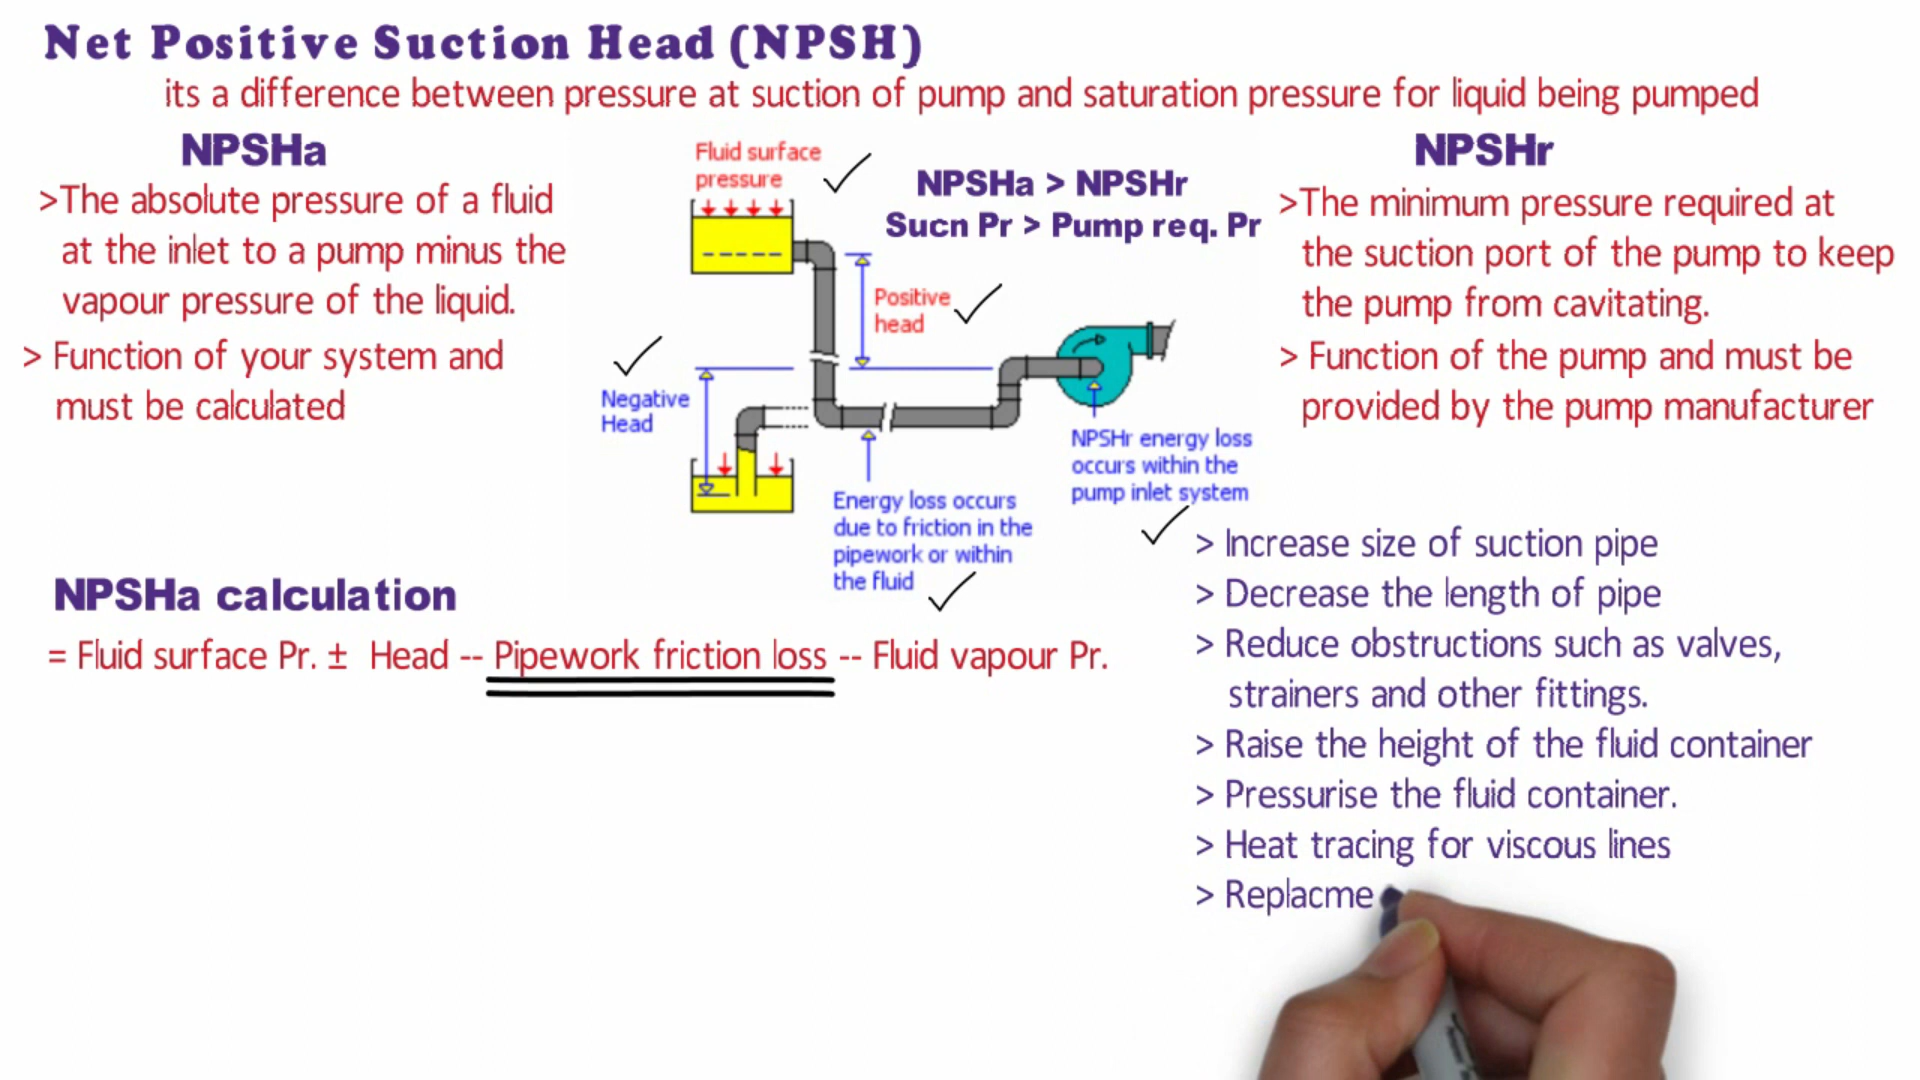 Net Positive Suction Head (NPSH)
its a difference between pressure at suction of pump and saturation pressure for liquid being pumped
NPSHa
>The absolute pressure of a fluid
at the inlet to a pump minus the
vapour pressure of the liquid.
> Function of your system and
must be calculated
Fluid surface
pressure
NPSHa > NPSHr
Sucn Pr > Pump req. Pr
Positive
head
Negative
Head
NPSHr energy loss
occurs within the
pump inlet system
Energy loss occurs
due to friction in the
pipework or within
the fluid
NPSHr
>The minimum pressure required at
the suction port of the pump to keep
the pump from cavitating.
> Function of the pump and must be
provided by the pump manufacturer
NPSHa calculation
= Fluid surface Pr. ± Head -- Pipework friction loss -- Fluid vapour Pr.
> Increase size of suction pipe
> Decrease the length of pipe
> Reduce obstructions such as valves,
strainers and other fittings.
> Raise the height of the fluid container
> Pressurise the fluid container.
> Heat tracing for viscous lines
> Replacme